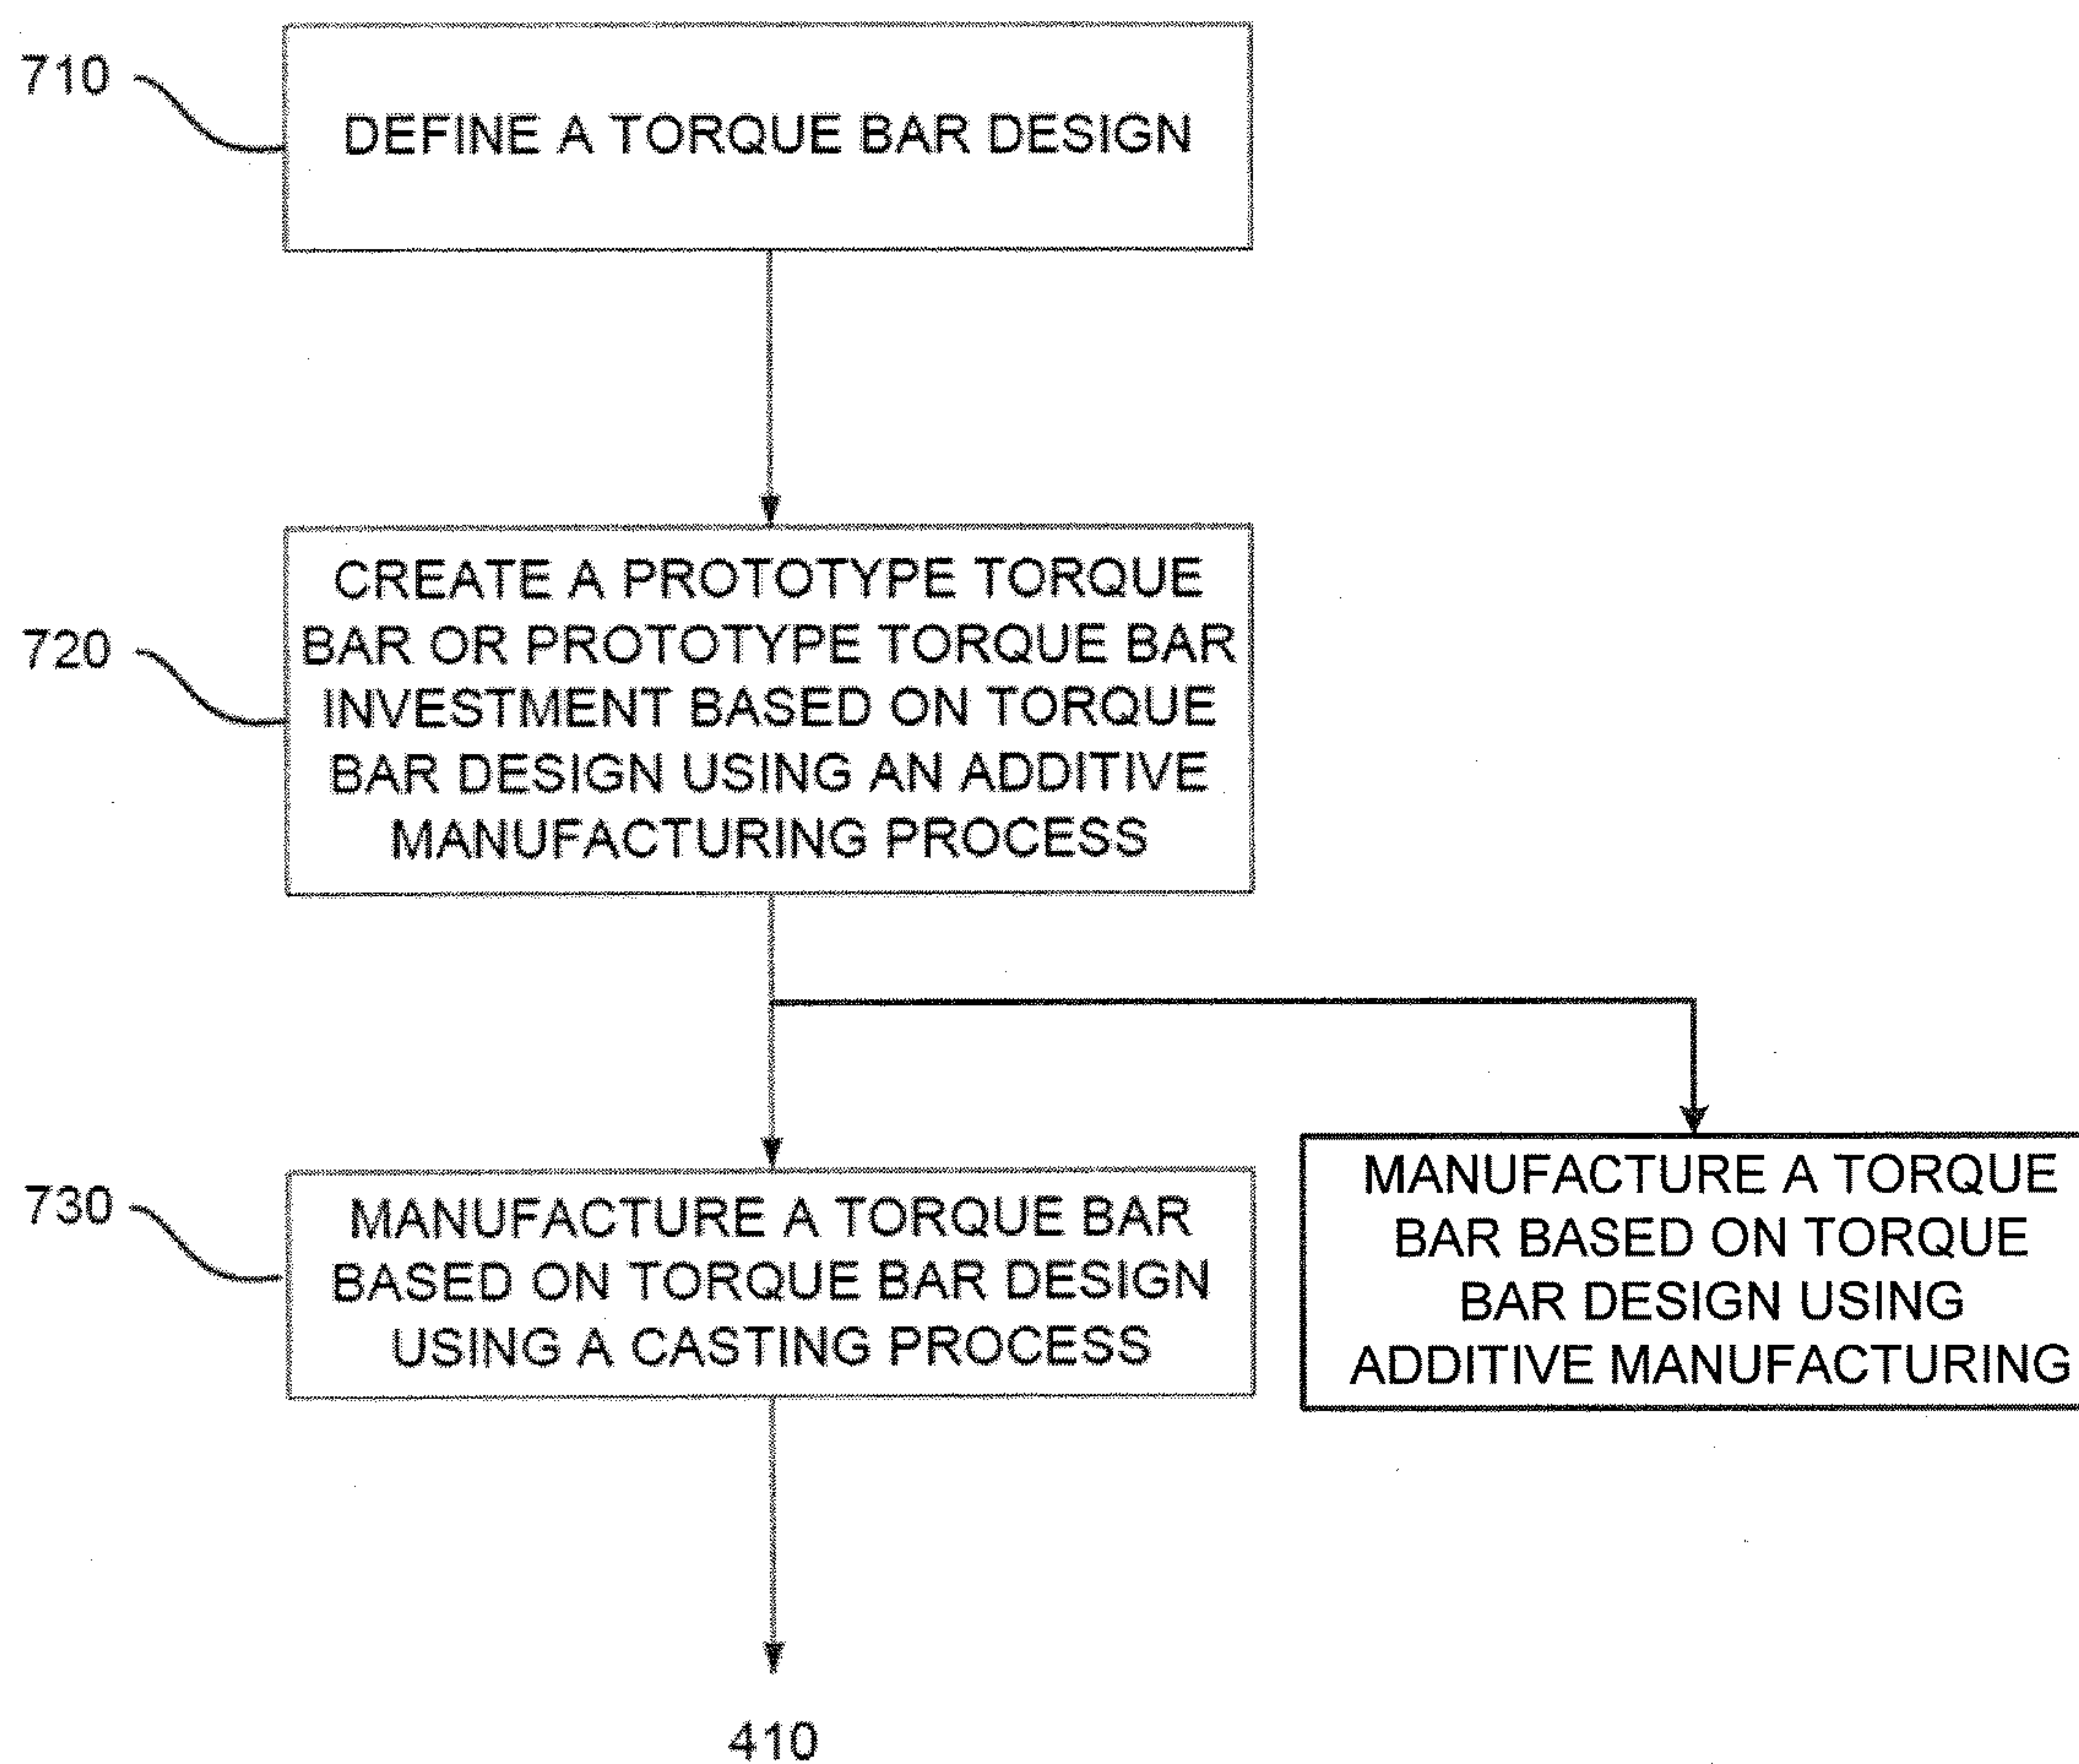 710
DEFINE A TORQUE BAR DESIGN
720
CREATE A PROTOTYPE TORQUE
BAR OR PROTOTYPE TORQUE BAR
INVESTMENT BASED ON TORQUE
BAR DESIGN USING AN ADDITIVE
MANUFACTURING PROCESS
730
MANUFACTURE A TORQUE BAR
BASED ON TORQUE BAR DESIGN
USING A CASTING PROCESS
MANUFACTURE A TORQUE
BAR BASED ON TORQUE
BAR DESIGN USING
ADDITIVE MANUFACTURING
410